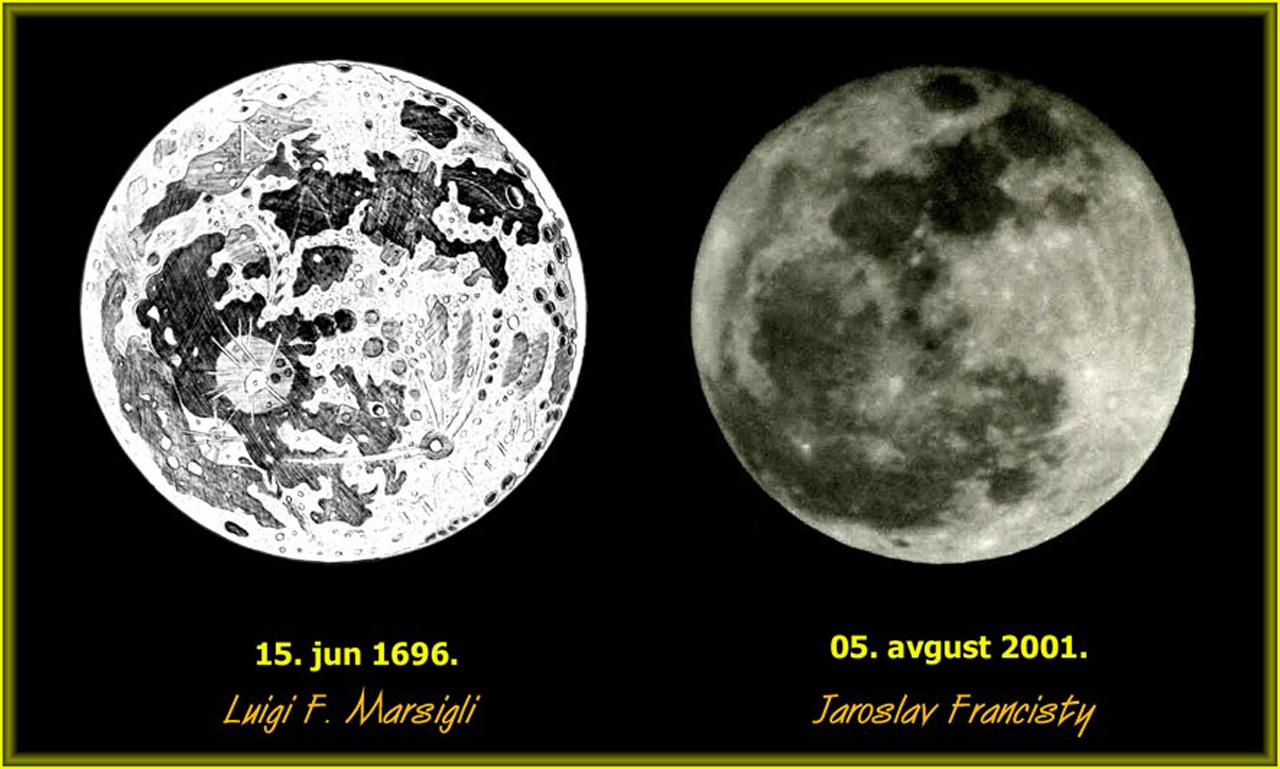 15. jun 1696.
Luigi F. Marsigli
05. avgust 2001.
Jaroslav Francisty